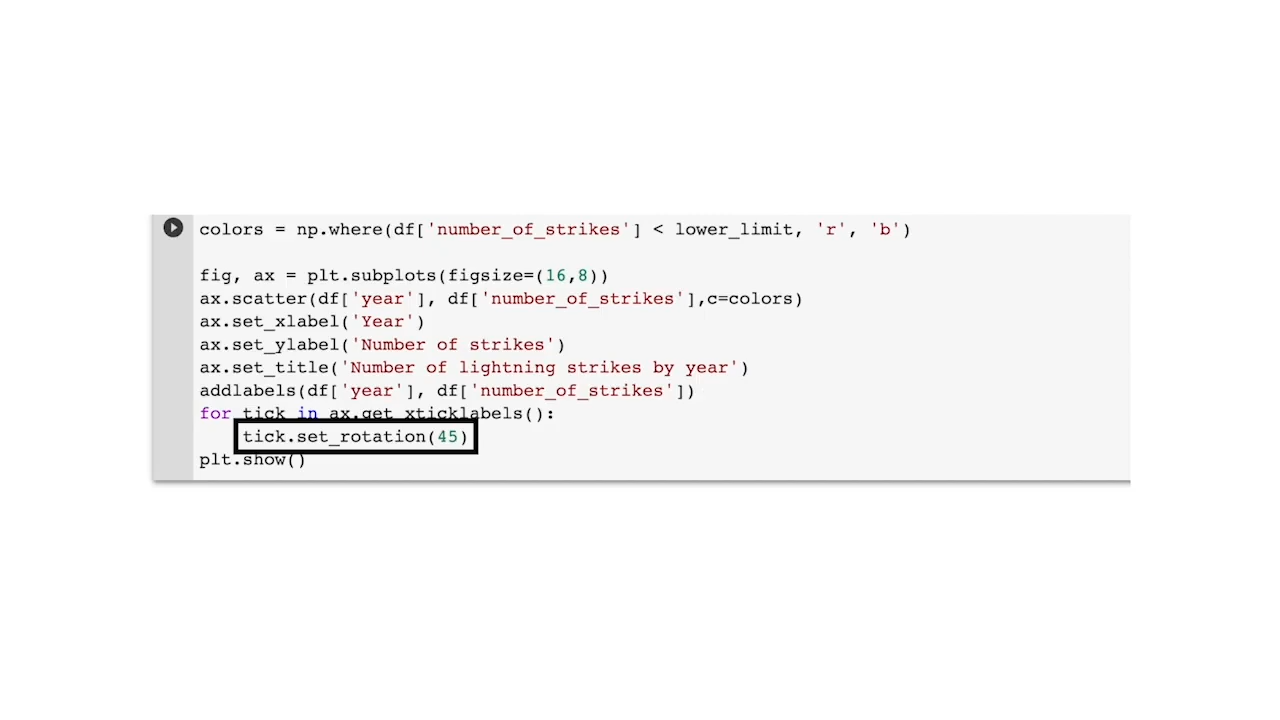 colors = np.where(df['number_of_strikes'] < lower_limit, 'r', 'b')
fig, ax = plt.subplots(figsize=(16,8))
ax.scatter(df['year'], df['number_of_strikes'],c=colors)
ax.set_xlabel('Year')
ax.set_ylabel('Number of strikes')
ax.set_title('Number of lightning strikes by year')
addlabels(df['year'], df['number_of_strikes'])
for tick in ax.get_xticklabels():
    tick.set_rotation(45)
plt.show()